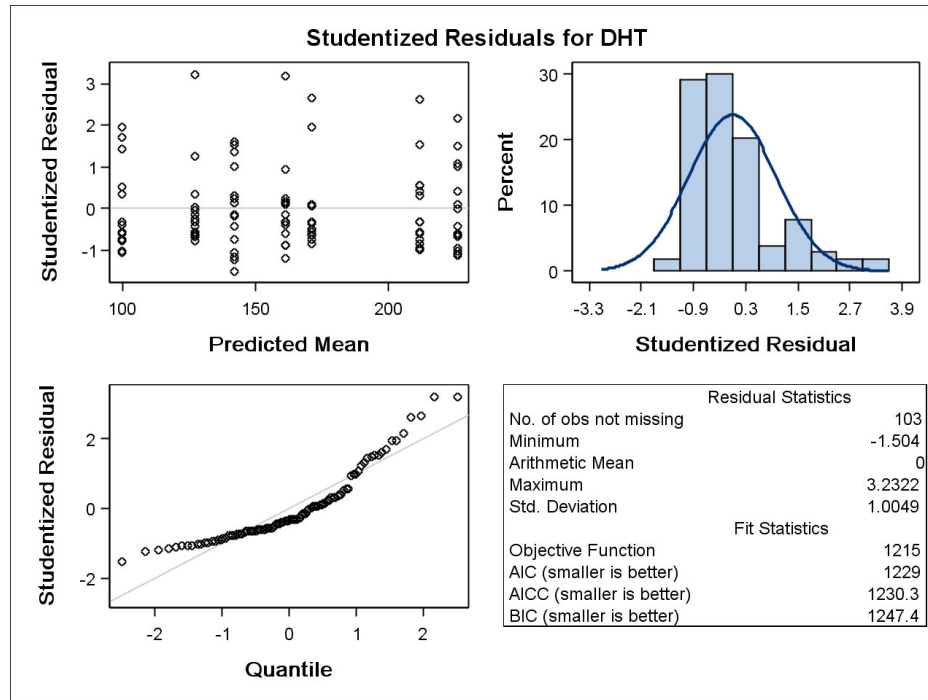 Studentized Residuals for DHT
Studentized Residual
3
2
1
0
-1
100 150 200
Predicted Mean
Percent
30
20
10
0
-3.3 -2.1 -0.9 0.3 1.5 2.7 3.9
Studentized Residual
Studentized Residual
2
0
-2
-2 -1 0 1 2
Quantile
Residual Statistics
No. of obs not missing 103
Minimum -1.504
Arithmetic Mean 0
Maximum 3.2322
Std. Deviation 1.0049
Fit Statistics
Objective Function 1215
AIC (smaller is better) 1229
AICC (smaller is better) 1230.3
BIC (smaller is better) 1247.4